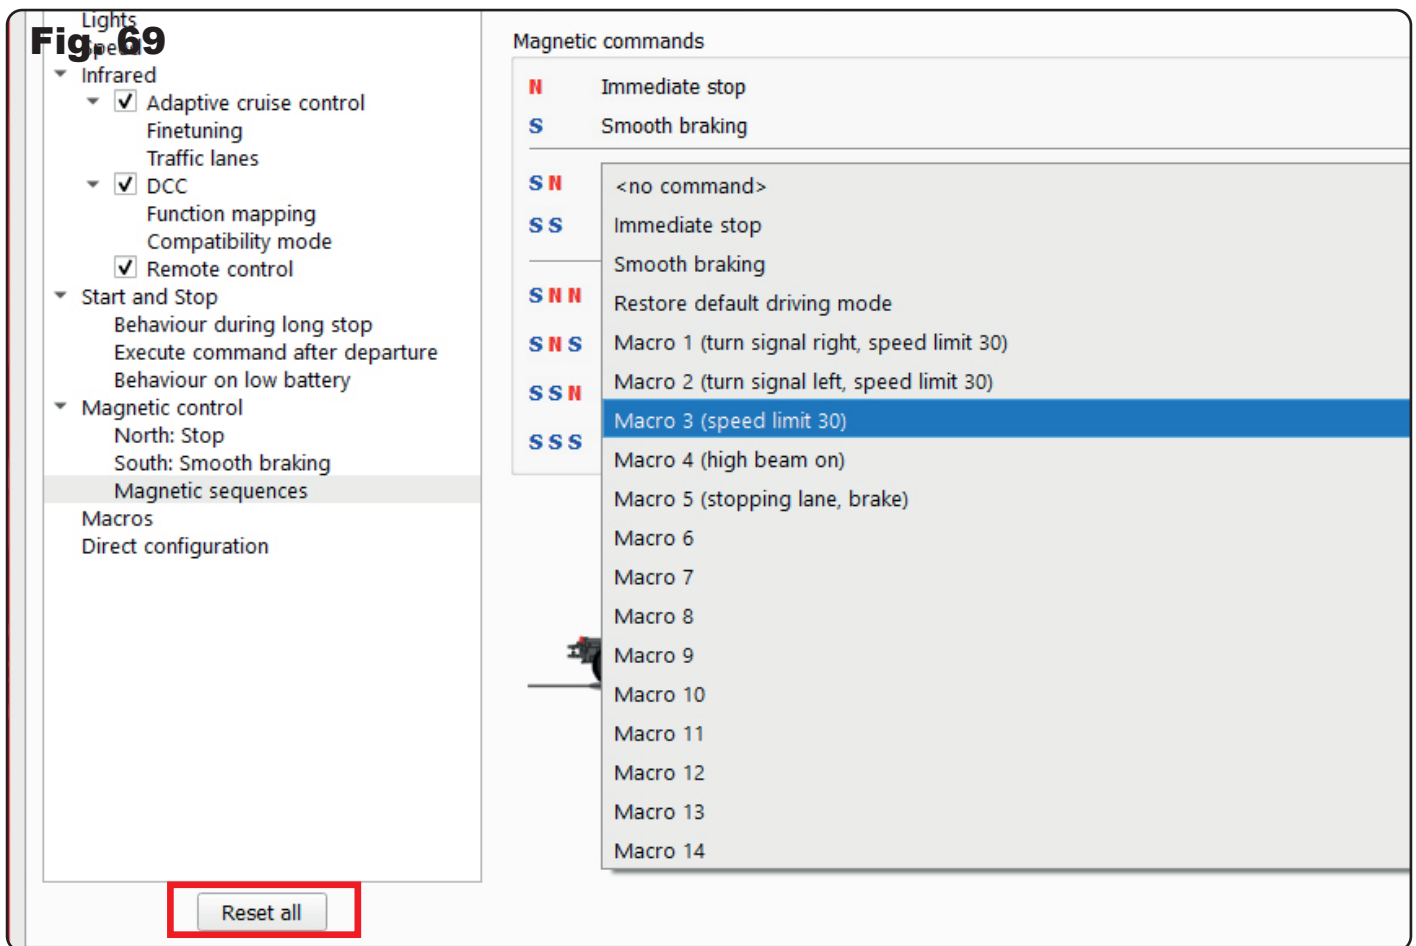 Fig. 69
Lights
Speed
Infrared
Adaptive cruise control
Finetuning
Traffic lanes
DCC
Function mapping
Compatibility mode
Remote control
Start and Stop
Behaviour during long stop
Execute command after departure
Behaviour on low battery
Magnetic control
North: Stop
South: Smooth braking
Magnetic sequences
Macros
Direct configuration
Reset all
Magnetic commands
N Immediate stop
S Smooth braking
S N
S S
S N N
S N S
S S N
S S S
<no command>
Immediate stop
Smooth braking
Restore default driving mode
Macro 1 (turn signal right, speed limit 30)
Macro 2 (turn signal left, speed limit 30)
Macro 3 (speed limit 30)
Macro 4 (high beam on)
Macro 5 (stopping lane, brake)
Macro 6
Macro 7
Macro 8
Macro 9
Macro 10
Macro 11
Macro 12
Macro 13
Macro 14